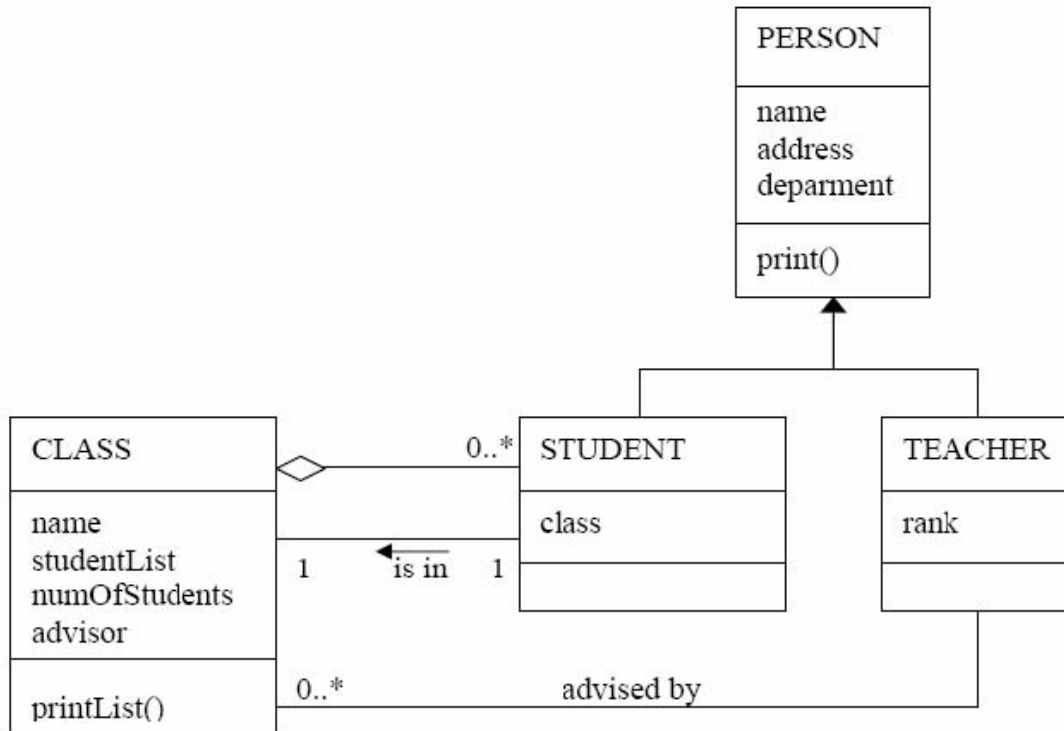 PERSON
name
address
deparment
print()
CLASS
name
studentList
numOfStudents
advisor
printList()
0..*
STUDENT
class
1
is in
1
TEACHER
rank
0..*
advised by